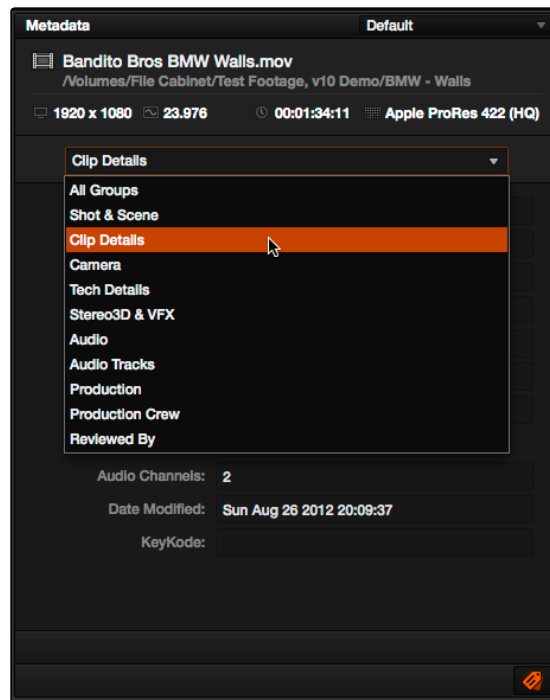 Metadata Default
Bandito Bros BMW Walls.mov
/Volumes/File Cabinet/Test Footage, v10 Demo/BMW - Walls
1920 x 1080 23.976 00:01:34:11 Apple ProRes 422 (HQ)
Clip Details
All Groups
Shot & Scene
Clip Details
Camera
Tech Details
Stereo3D & VFX
Audio
Audio Tracks
Production
Production Crew
Reviewed By
Audio Channels: 2
Date Modified: Sun Aug 26 2012 20:09:37
KeyKode: